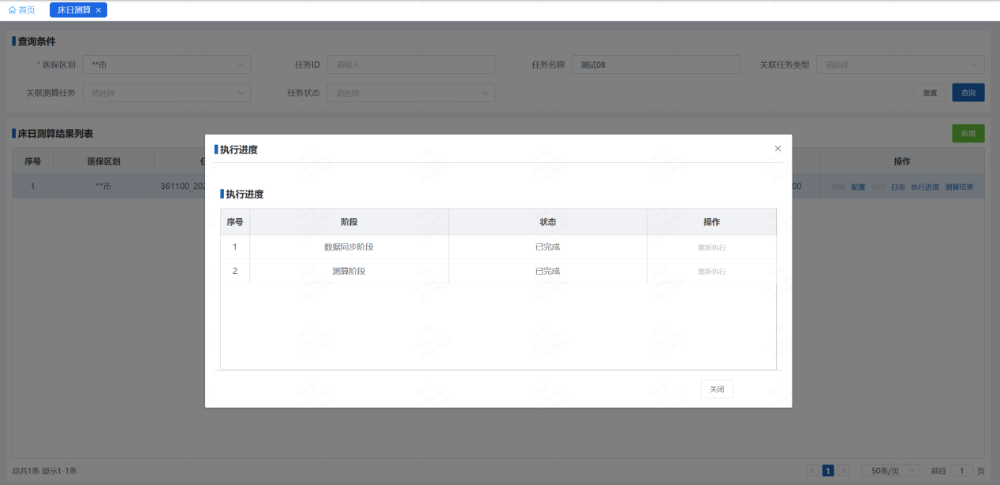 首页 床日测算 ×
查询条件
* 医保区划 **市 任务ID 请输入 任务名称 测试08 关联任务类型 请选择
关联测算任务 请选择 任务状态 请选择 重置 查询
床日测算结果列表 新增
序号 医保区划 操作
1 **市 361100_202 00 编辑 配置 执行 日志 执行进度 测算结果
执行进度 ×
执行进度
序号 阶段 状态 操作
1 数据同步阶段 已完成 重新执行
2 测算阶段 已完成 重新执行
关闭
总共1条 显示1-1条 1 50条/页 前往 1 页